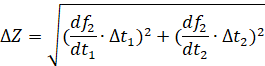 ΔZ = √((df₂/dt₁ · Δt₁)² + (df₂/dt₂ · Δt₂)²)